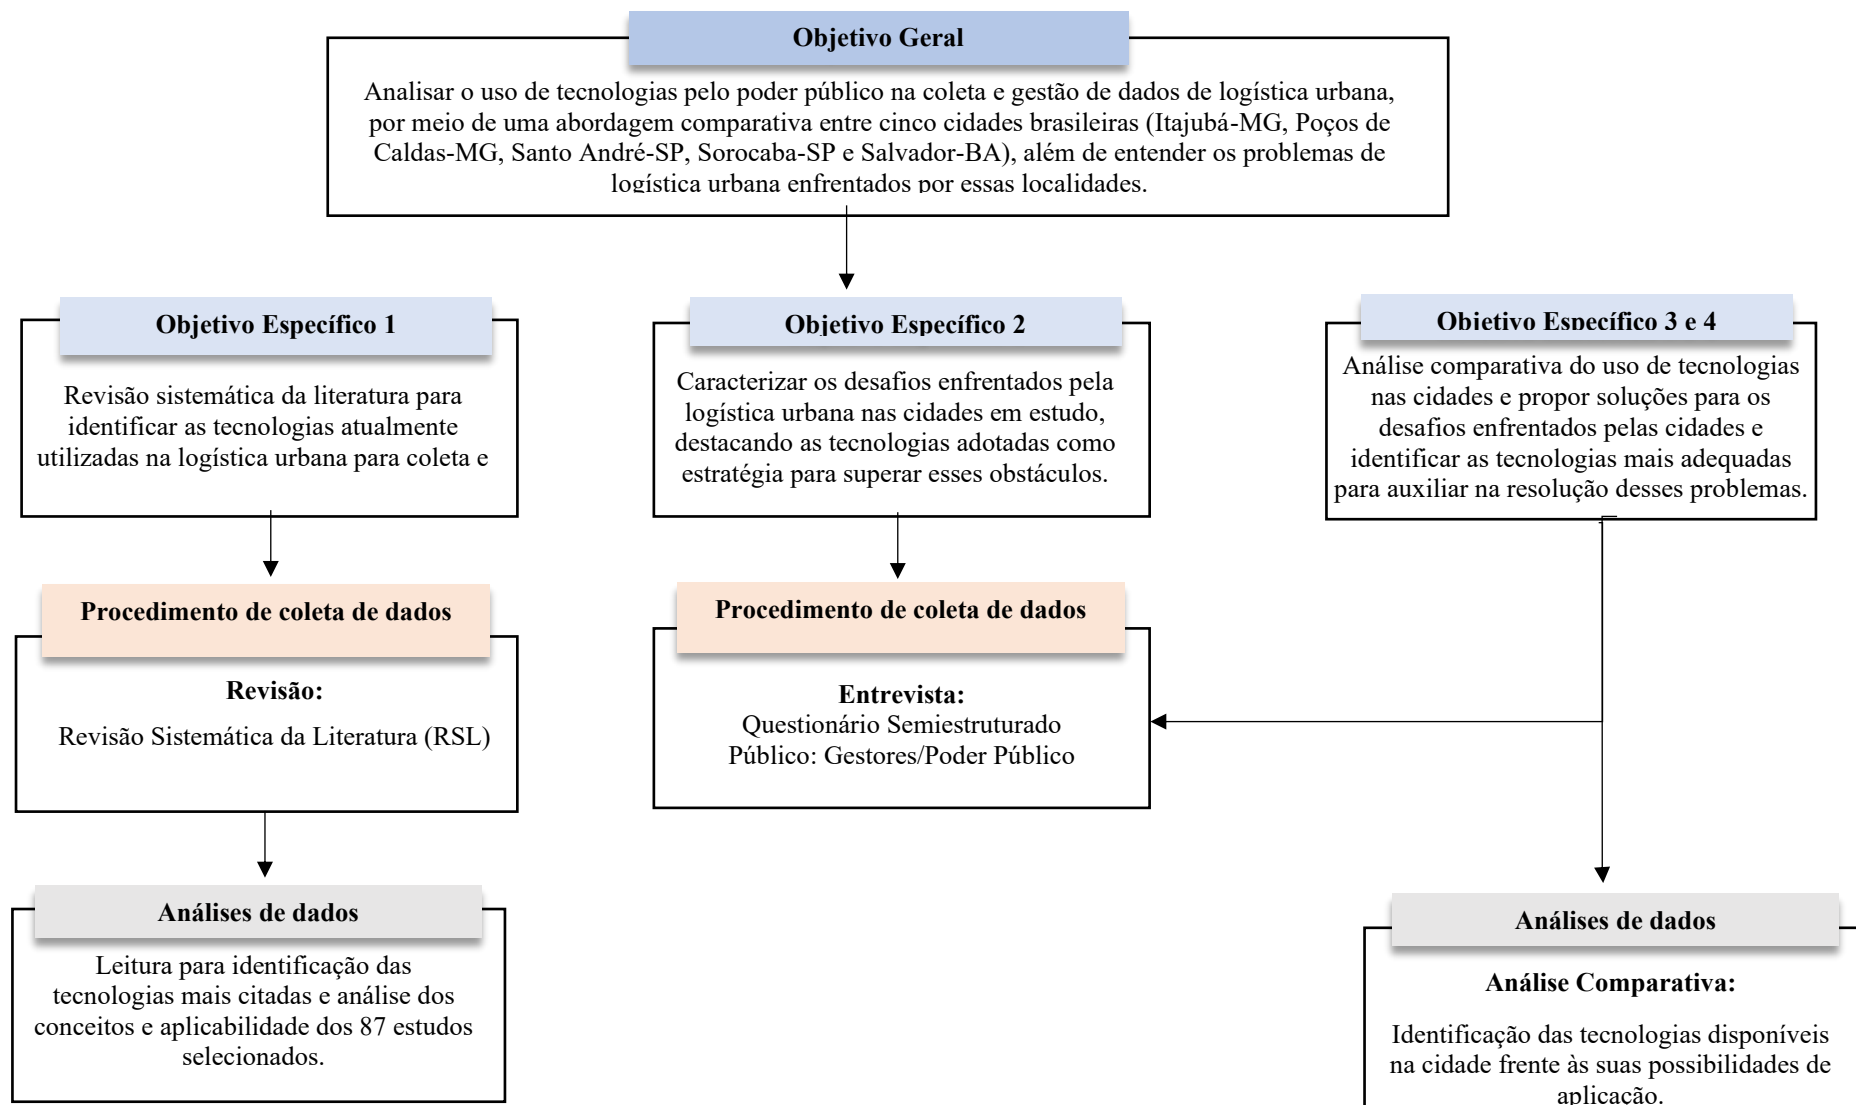 Objetivo Geral
Analisar o uso de tecnologias pelo poder público na coleta e gestão de dados de logística urbana,
por meio de uma abordagem comparativa entre cinco cidades brasileiras (Itajubá-MG, Poços de
Caldas-MG, Santo André-SP, Sorocaba-SP e Salvador-BA), além de entender os problemas de
logística urbana enfrentados por essas localidades.
Objetivo Específico 1
Revisão sistemática da literatura para
identificar as tecnologias atualmente
utilizadas na logística urbana para coleta e
Objetivo Específico 2
Caracterizar os desafios enfrentados pela
logística urbana nas cidades em estudo,
destacando as tecnologias adotadas como
estratégia para superar esses obstáculos.
Objetivo Específico 3 e 4
Análise comparativa do uso de tecnologias
nas cidades e propor soluções para os
desafios enfrentados pelas cidades e
identificar as tecnologias mais adequadas
para auxiliar na resolução desses problemas.
Procedimento de coleta de dados
Revisão:
Revisão Sistemática da Literatura (RSL)
Procedimento de coleta de dados
Entrevista:
Questionário Semiestruturado
Público: Gestores/Poder Público
Análises de dados
Leitura para identificação das
tecnologias mais citadas e análise dos
conceitos e aplicabilidade dos 87 estudos
selecionados.
Análises de dados
Análise Comparativa:
Identificação das tecnologias disponíveis
na cidade frente às suas possibilidades de
aplicação.